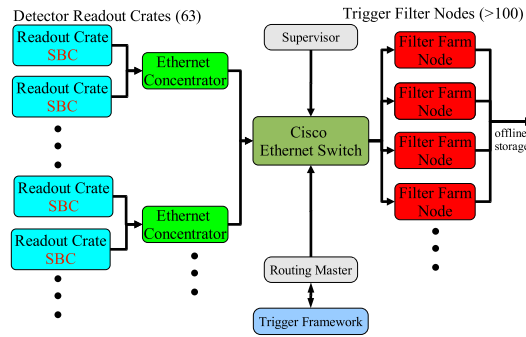 Detector Readout Crates (63)
Trigger Filter Nodes (>100)
Readout Crate
SBC
Readout Crate
SBC
Readout Crate
SBC
Readout Crate
SBC
Ethernet
Concentrator
Ethernet
Concentrator
Supervisor
Cisco
Ethernet Switch
Routing Master
Trigger Framework
Filter Farm
Node
Filter Farm
Node
Filter Farm
Node
Filter Farm
Node
offline
storage